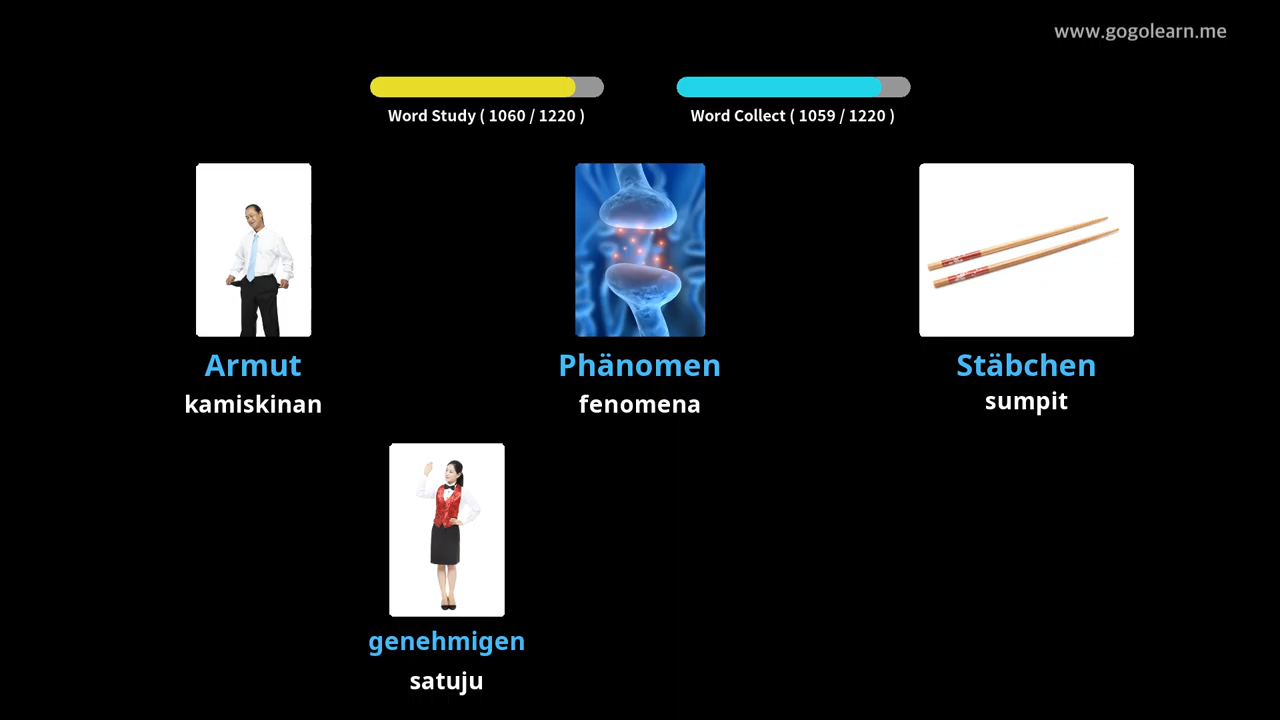 www.gogolearn.me
Word Study ( 1060 / 1220 )
Word Collect ( 1059 / 1220 )
Armut
kamiskinan
Phänomen
fenomena
Stäbchen
sumpit
genehmigen
satuju